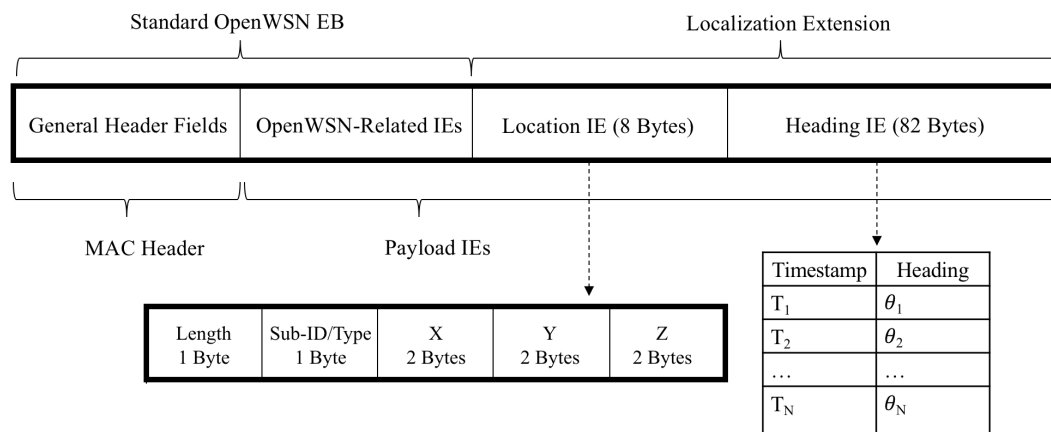 Standard OpenWSN EB
Localization Extension
General Header Fields
OpenWSN-Related IEs
Location IE (8 Bytes)
Heading IE (82 Bytes)
MAC Header
Payload IEs
Length
1 Byte
Sub-ID/Type
1 Byte
X
2 Bytes
Y
2 Bytes
Z
2 Bytes
Timestamp Heading
T₁ θ₁
T₂ θ₂
… …
T_N θ_N